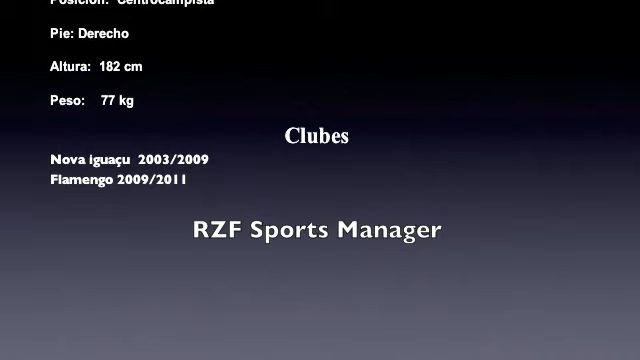 Posición: Centrocampista
Pie: Derecho
Altura: 182 cm
Peso: 77 kg
Clubes
Nova iguaçu 2003/2009
Flamengo 2009/2011
RZF Sports Manager